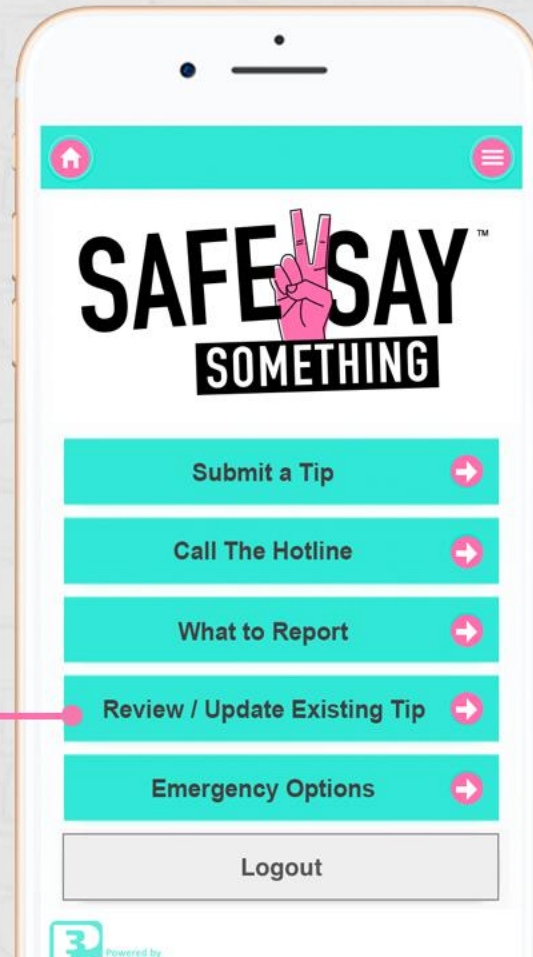 SAFE SAY ™
SOMETHING
Submit a Tip
Call The Hotline
What to Report
Review / Update Existing Tip
Emergency Options
Logout
Powered by